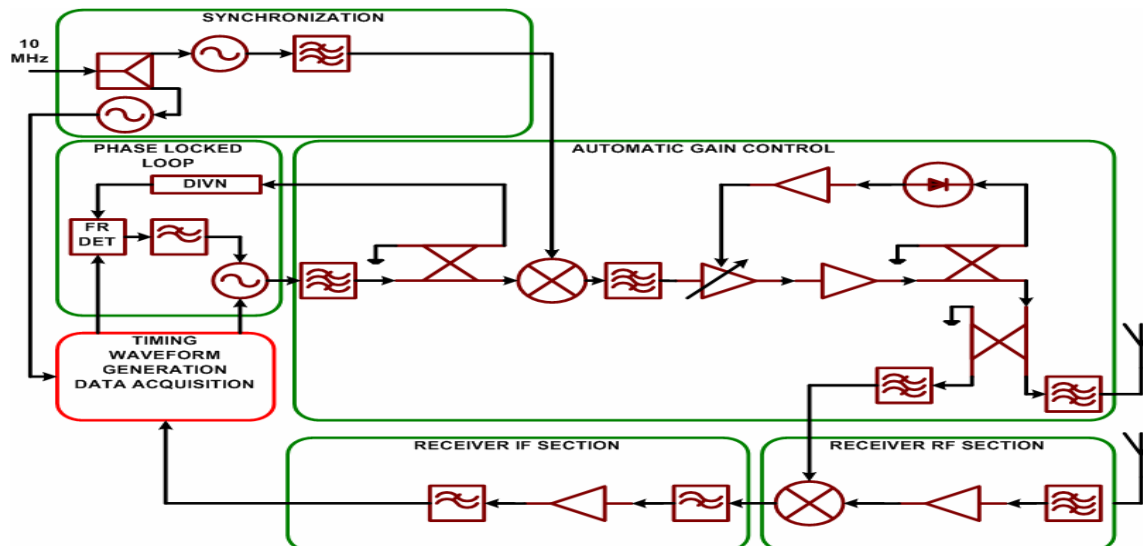 SYNCHRONIZATION
10
MHz
PHASE LOCKED
LOOP
AUTOMATIC GAIN CONTROL
DIVN
FR
DET
TIMING
WAVEFORM
GENERATION
DATA ACQUISITION
RECEIVER IF SECTION
RECEIVER RF SECTION